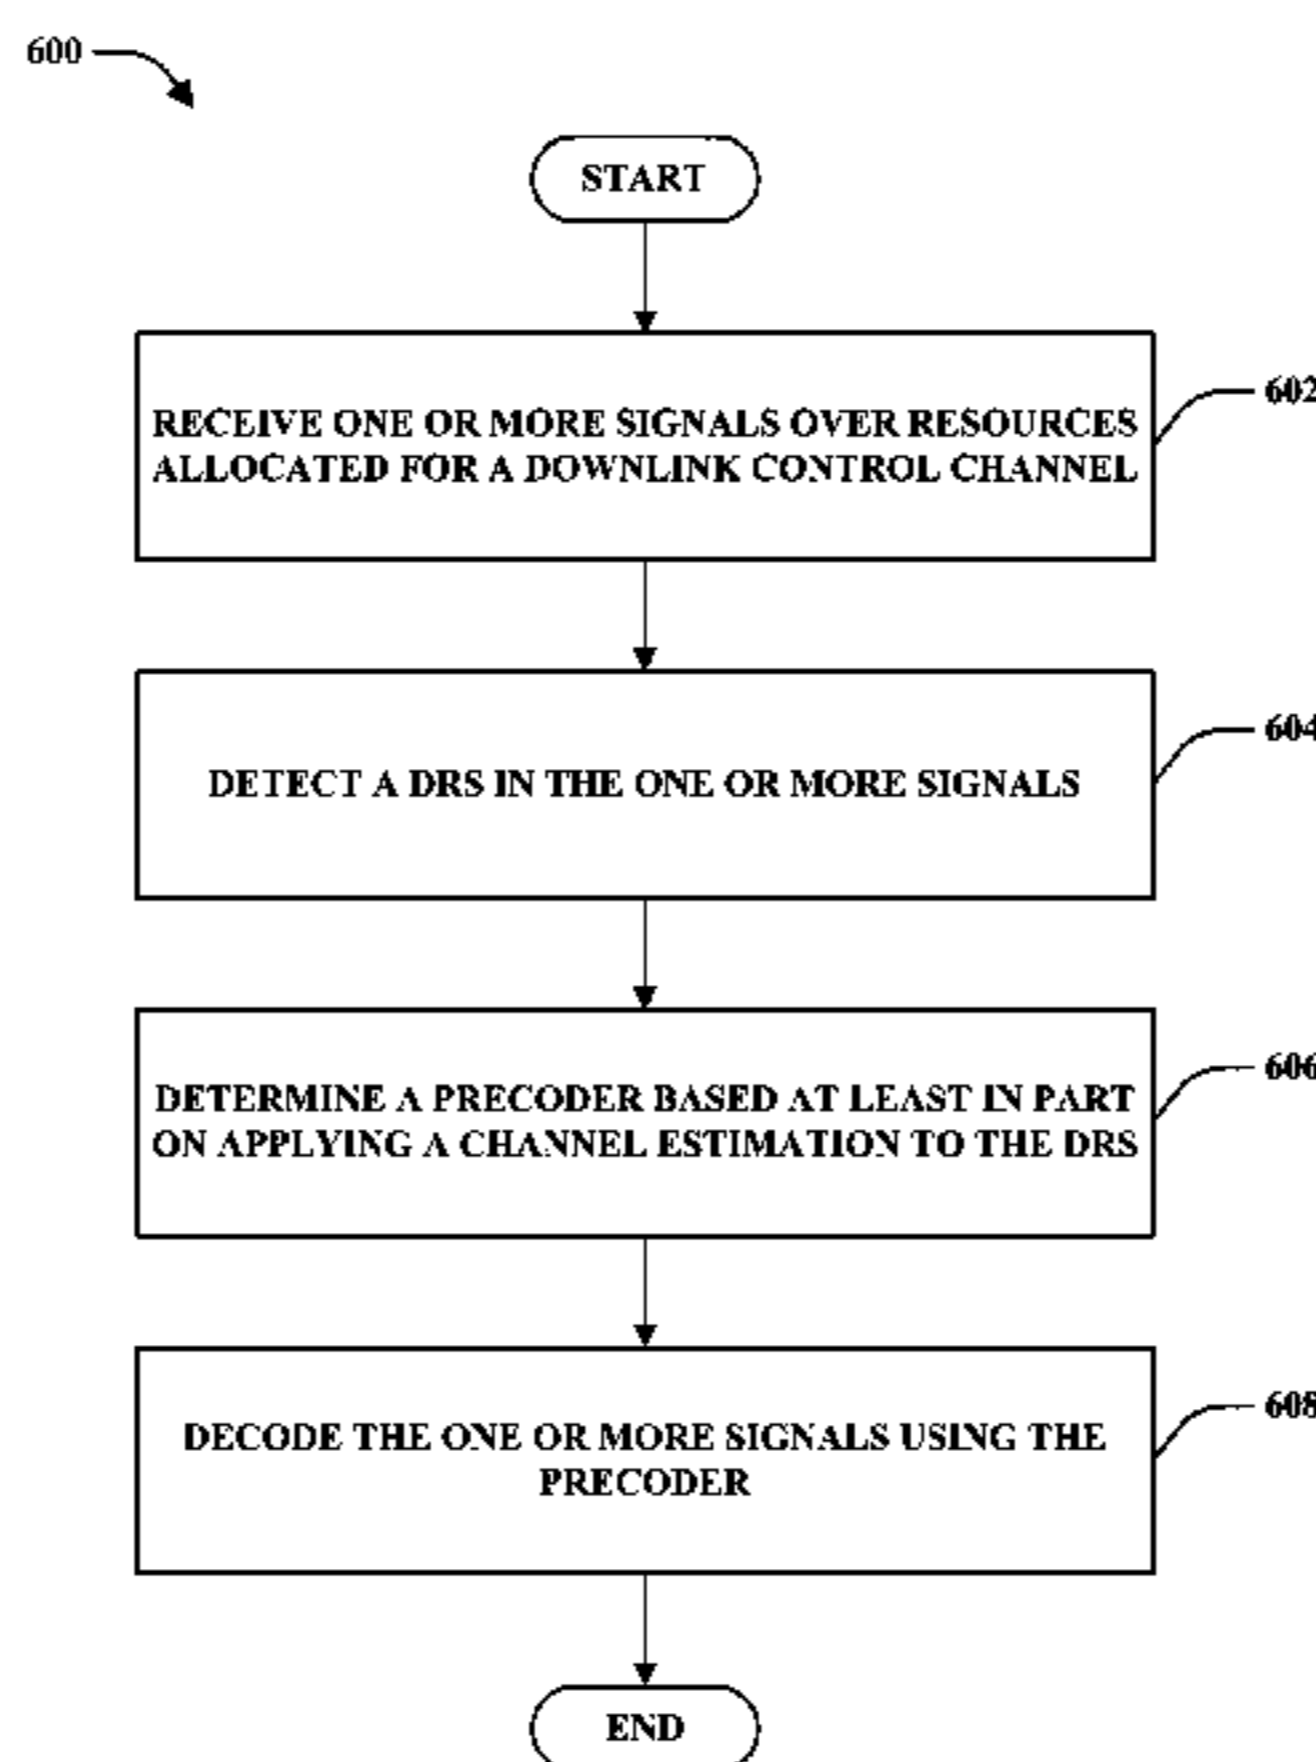 600
START
RECEIVE ONE OR MORE SIGNALS OVER RESOURCES
ALLOCATED FOR A DOWNLINK CONTROL CHANNEL
602
DETECT A DRS IN THE ONE OR MORE SIGNALS
604
DETERMINE A PRECODER BASED AT LEAST IN PART
ON APPLYING A CHANNEL ESTIMATION TO THE DRS
606
DECODE THE ONE OR MORE SIGNALS USING THE
PRECODER
608
END